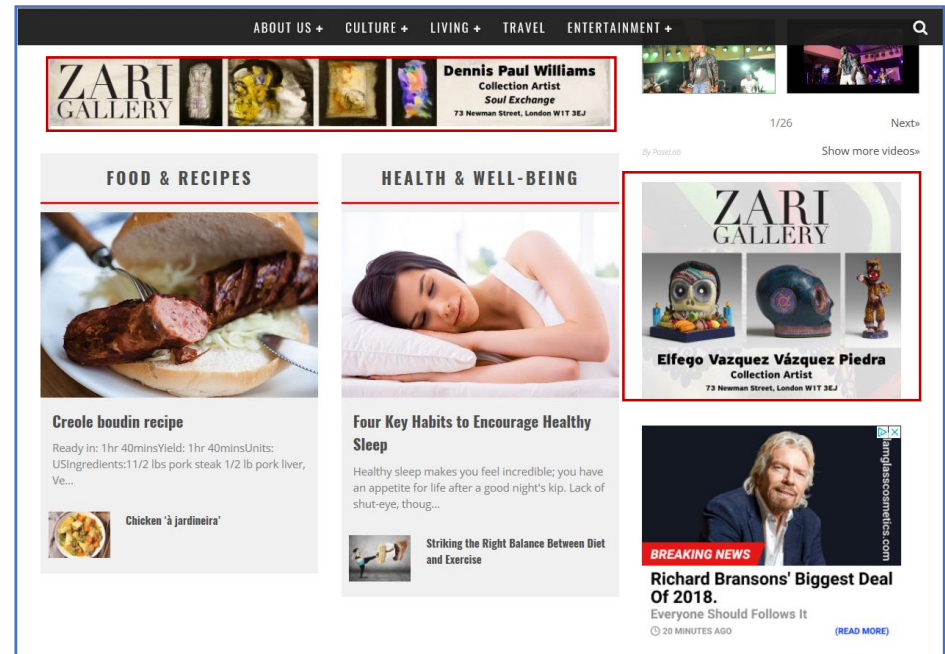 ABOUT US + CULTURE + LIVING + TRAVEL ENTERTAINMENT +
ZARI
GALLERY
Dennis Paul Williams
Collection Artist
Soul Exchange
73 Newman Street, London W1T 3EJ
1/26 Next»
By PoseLab Show more videos»
FOOD & RECIPES
Creole boudin recipe
Ready in: 1hr 40minsYield: 1hr 40minsUnits:
USIngredients:11/2 lbs pork steak 1/2 lb pork liver,
Ve...
Chicken 'à jardineira'
HEALTH & WELL-BEING
Four Key Habits to Encourage Healthy
Sleep
Healthy sleep makes you feel incredible; you have
an appetite for life after a good night's kip. Lack of
shut-eye, thoug...
Striking the Right Balance Between Diet
and Exercise
ZARI
GALLERY
Elfego Vazquez Vázquez Piedra
Collection Artist
73 Newman Street, London W1T 3EJ
lamglasscosmetics.com
BREAKING NEWS
Richard Bransons' Biggest Deal
Of 2018.
Everyone Should Follows It
20 MINUTES AGO (READ MORE)